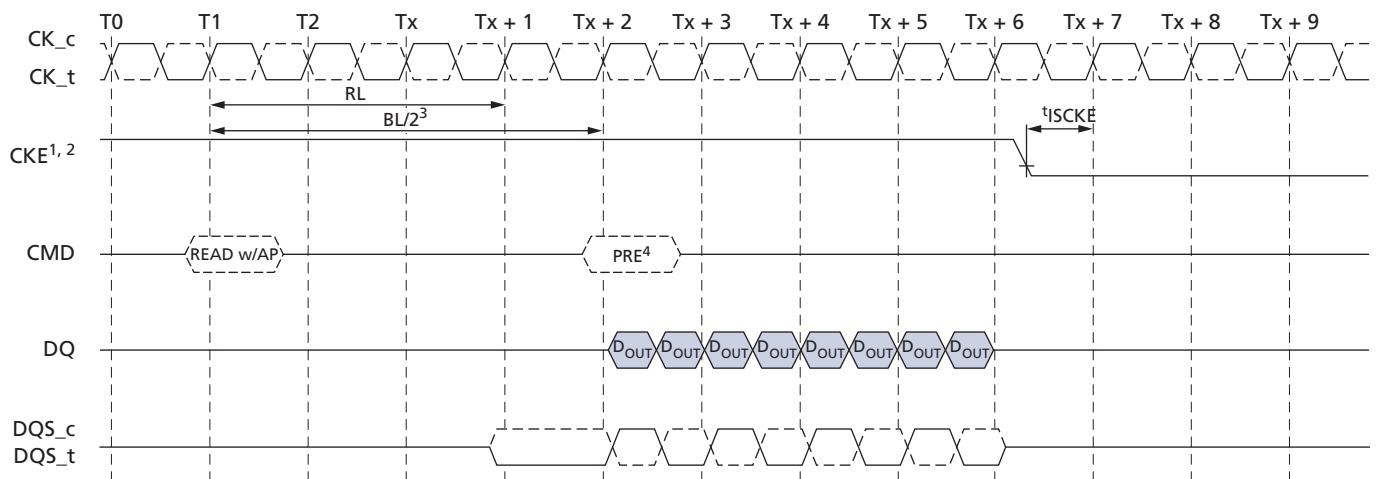 T0 T1 T2 Tx Tx + 1 Tx + 2 Tx + 3 Tx + 4 Tx + 5 Tx + 6 Tx + 7 Tx + 8 Tx + 9
CK_c
CK_t
RL
BL/2³
tISCKE
CKE¹, ²
CMD
READ w/AP
PRE⁴
DQ
DOUT DOUT DOUT DOUT DOUT DOUT DOUT DOUT
DQS_c
DQS_t